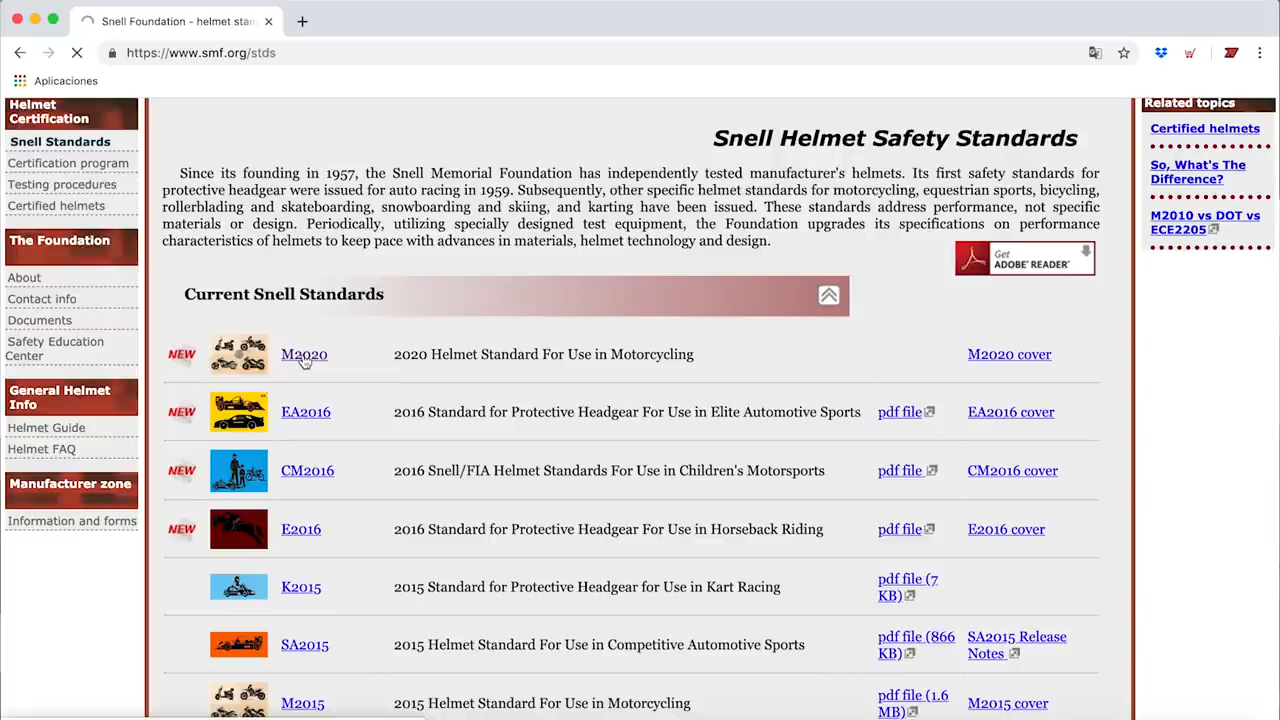 Snell Foundation - helmet stan
https://www.smf.org/stds
Aplicaciones
Helmet
Certification
Snell Standards
Certification program
Testing procedures
Certified helmets
The Foundation
About
Contact info
Documents
Safety Education
Center
General Helmet
Info
Helmet Guide
Helmet FAQ
Manufacturer zone
Information and forms
Snell Helmet Safety Standards
Since its founding in 1957, the Snell Memorial Foundation has independently tested manufacturer's helmets. Its first safety standards for
protective headgear were issued for auto racing in 1959. Subsequently, other specific helmet standards for motorcycling, equestrian sports, bicycling,
rollerblading and skateboarding, snowboarding and skiing, and karting have been issued. These standards address performance, not specific
materials or design. Periodically, utilizing specially designed test equipment, the Foundation upgrades its specifications on performance
characteristics of helmets to keep pace with advances in materials, helmet technology and design.
Get
ADOBE® READER®
Current Snell Standards
NEW M2020 2020 Helmet Standard For Use in Motorcycling M2020 cover
NEW EA2016 2016 Standard for Protective Headgear For Use in Elite Automotive Sports pdf file EA2016 cover
NEW CM2016 2016 Snell/FIA Helmet Standards For Use in Children's Motorsports pdf file CM2016 cover
NEW E2016 2016 Standard for Protective Headgear For Use in Horseback Riding pdf file E2016 cover
K2015 2015 Standard for Protective Headgear for Use in Kart Racing pdf file (7
KB)
SA2015 2015 Helmet Standard For Use in Competitive Automotive Sports pdf file (866 SA2015 Release
KB) Notes
M2015 2015 Helmet Standard For Use in Motorcycling pdf file (1.6 M2015 cover
MB)
Related topics
Certified helmets
So, What's The
Difference?
M2010 vs DOT vs
ECE2205